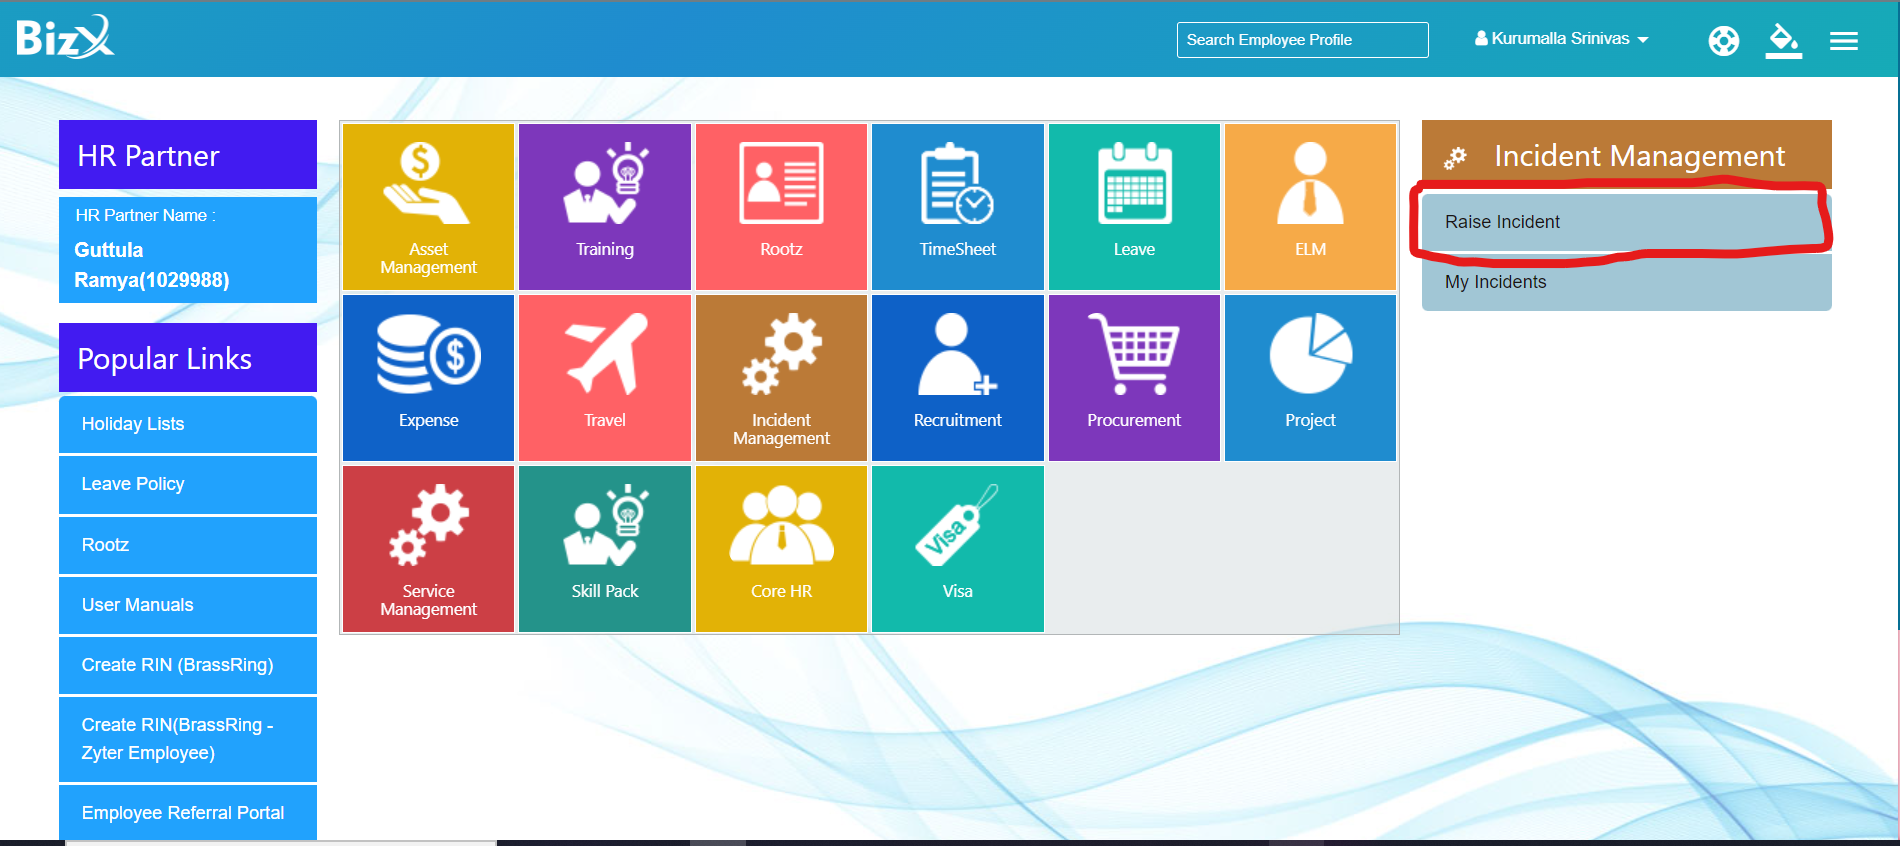 BizX
Search Employee Profile
Kurumalla Srinivas
HR Partner
HR Partner Name :
Guttula
Ramya(1029988)
Popular Links
Holiday Lists
Leave Policy
Rootz
User Manuals
Create RIN (BrassRing)
Create RIN(BrassRing -
Zyter Employee)
Employee Referral Portal
Asset
Management
Training
Rootz
TimeSheet
Leave
ELM
Expense
Travel
Incident
Management
Recruitment
Procurement
Project
Service
Management
Skill Pack
Core HR
Visa
Visa
Incident Management
Raise Incident
My Incidents